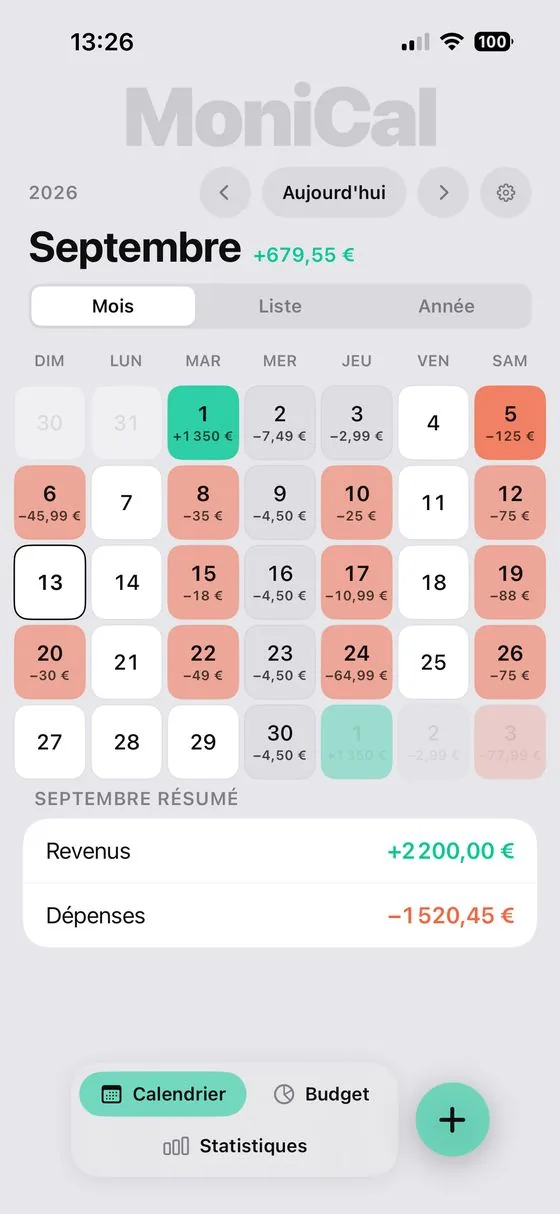 13:26
100
MoniCal
2026
Aujourd'hui
Septembre +679,55 €
Mois Liste Année
DIM LUN MAR MER JEU VEN SAM
30 31 1 2 3 4 5
+1 350 € −7,49 € −2,99 € −125 €
6 7 8 9 10 11 12
−45,99 € −35 € −4,50 € −25 € −75 €
13 14 15 16 17 18 19
−18 € −4,50 € −10,99 € −88 €
20 21 22 23 24 25 26
−30 € −49 € −4,50 € −64,99 € −75 €
27 28 29 30 1 2 3
−4,50 € +1 350 € −2,99 € −77,99 €
SEPTEMBRE RÉSUMÉ
Revenus +2 200,00 €
Dépenses −1 520,45 €
Calendrier Budget
Statistiques